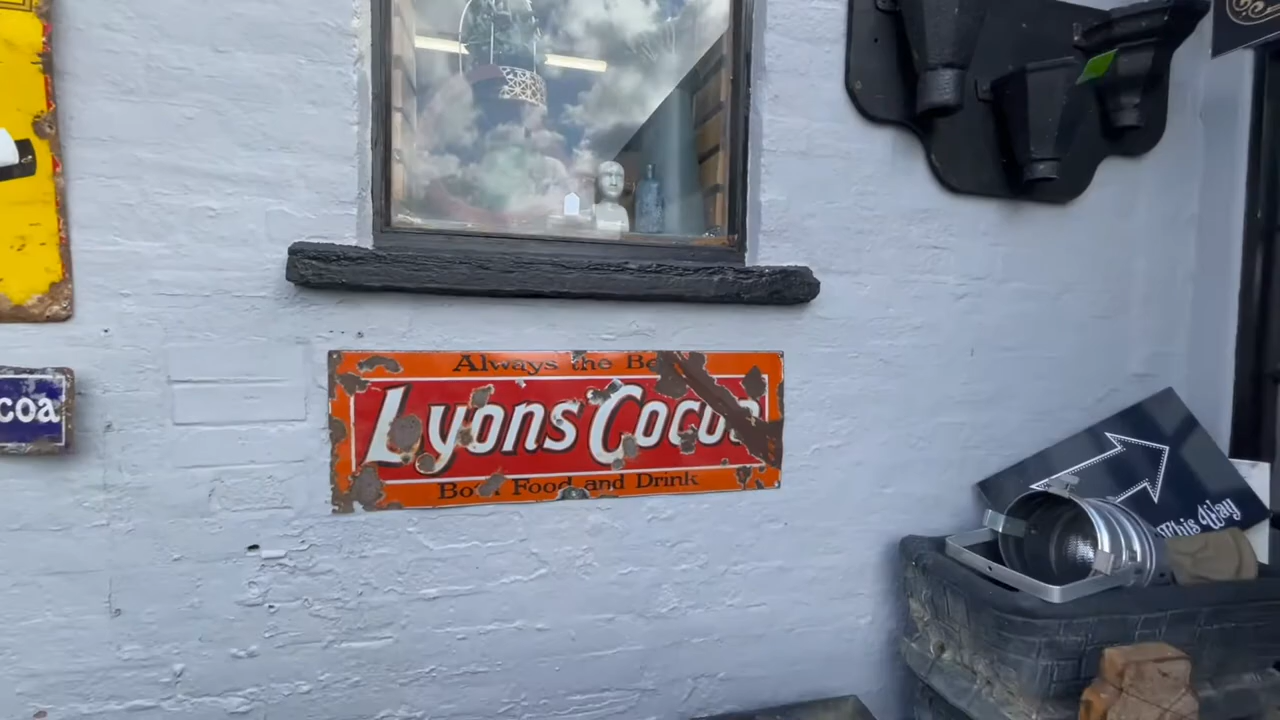 Always the Be
Lyons Cocoa
Both Food and Drink
coa
This Way